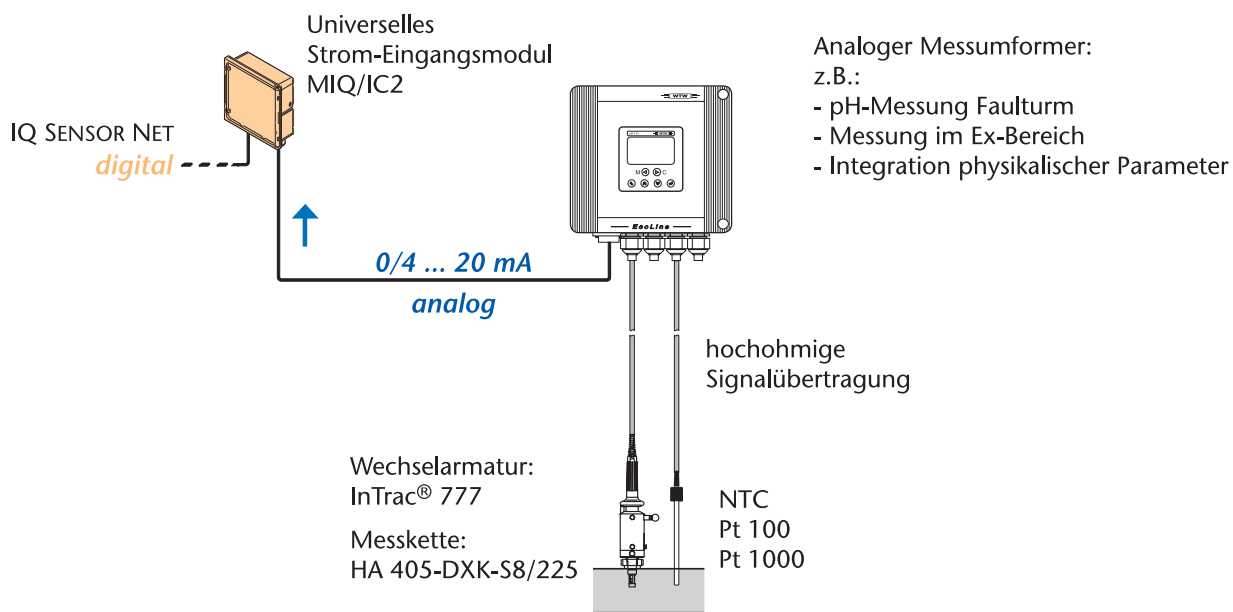 Universelles
Strom-Eingangsmodul
MIQ/IC2
IQ SENSOR NET
digital
Analoger Messumformer:
z.B.:
- pH-Messung Faulturm
- Messung im Ex-Bereich
- Integration physikalischer Parameter
WTW
M C
EcoLine
0/4 ... 20 mA
analog
hochohmige
Signalübertragung
Wechselarmatur:
InTrac® 777
Messkette:
HA 405-DXK-S8/225
NTC
Pt 100
Pt 1000